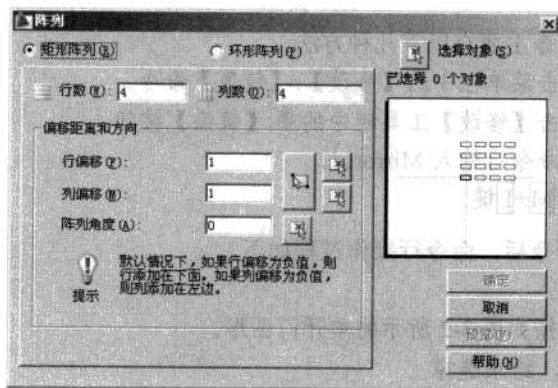 阵列
矩形阵列(R)
环形阵列(P)
选择对象(S)
已选择 0 个对象
行数(W): 4
列数(O): 4
偏移距离和方向
行偏移(F): 1
列偏移(M): 1
阵列角度(A): 0
默认情况下，如果行偏移为负值，则
行添加在下面。如果列偏移为负值，
则列添加在左边。
提示
确定
取消
预览(V)
帮助(H)